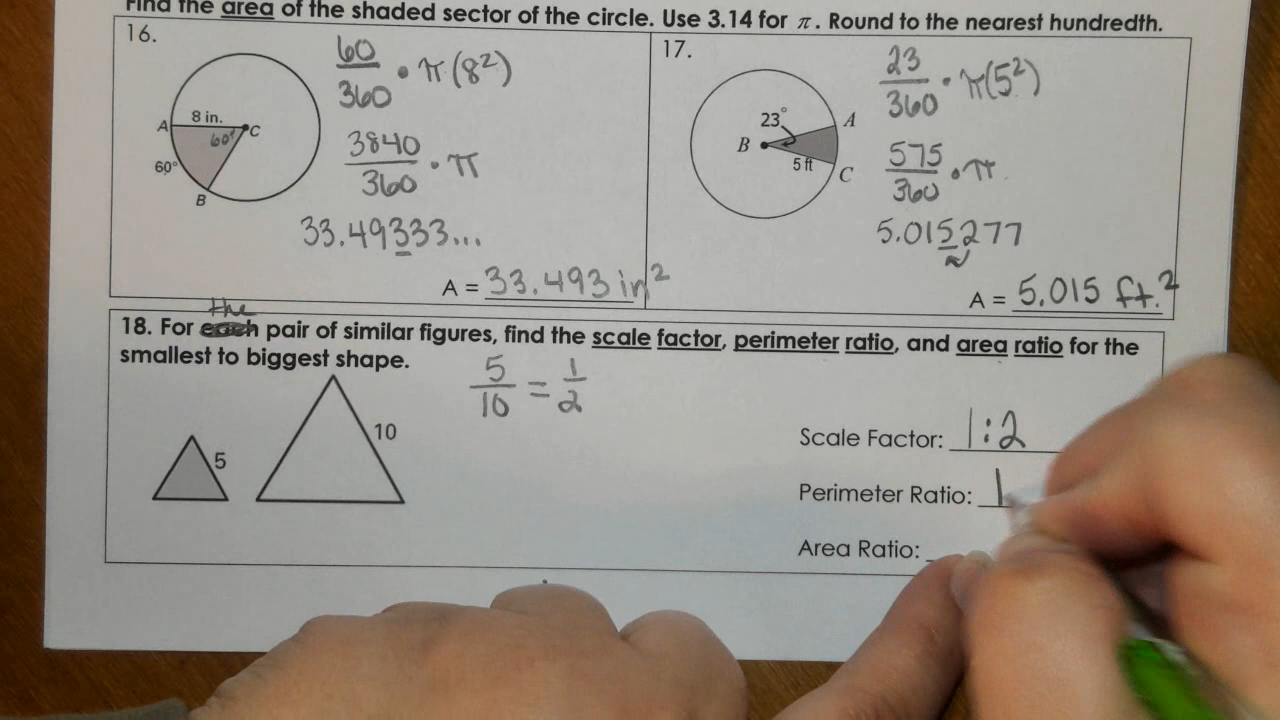 Find the area of the shaded sector of the circle. Use 3.14 for π. Round to the nearest hundredth.
16.
60/360 · π(8²)
8 in.
A
C
60°
60°
B
3840/360 · π
33.49333...
A = 33.493 in²
17.
23/360 · π(5²)
23°
A
B
5 ft
C
575/360 · π
5.015277
A = 5.015 ft.²
the
18. For each pair of similar figures, find the scale factor, perimeter ratio, and area ratio for the
smallest to biggest shape.
5/10 = 1/2
5
10
Scale Factor: 1:2
Perimeter Ratio: 1
Area Ratio: